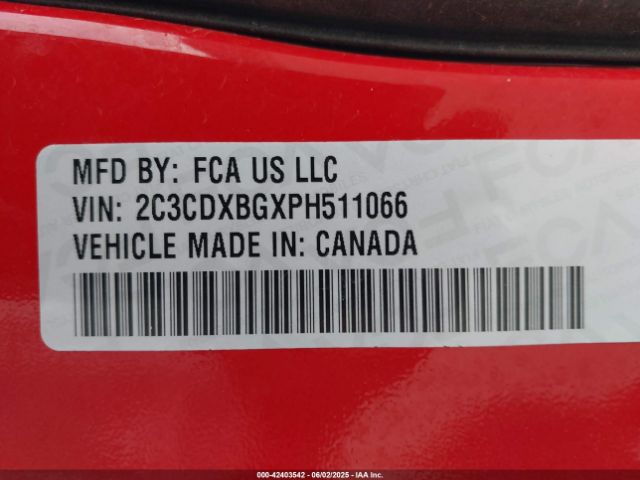 MFD BY: FCA US LLC
VIN: 2C3CDXBGXPH511066
VEHICLE MADE IN: CANADA
000-42403542 - 06/02/2025 - IAA Inc.